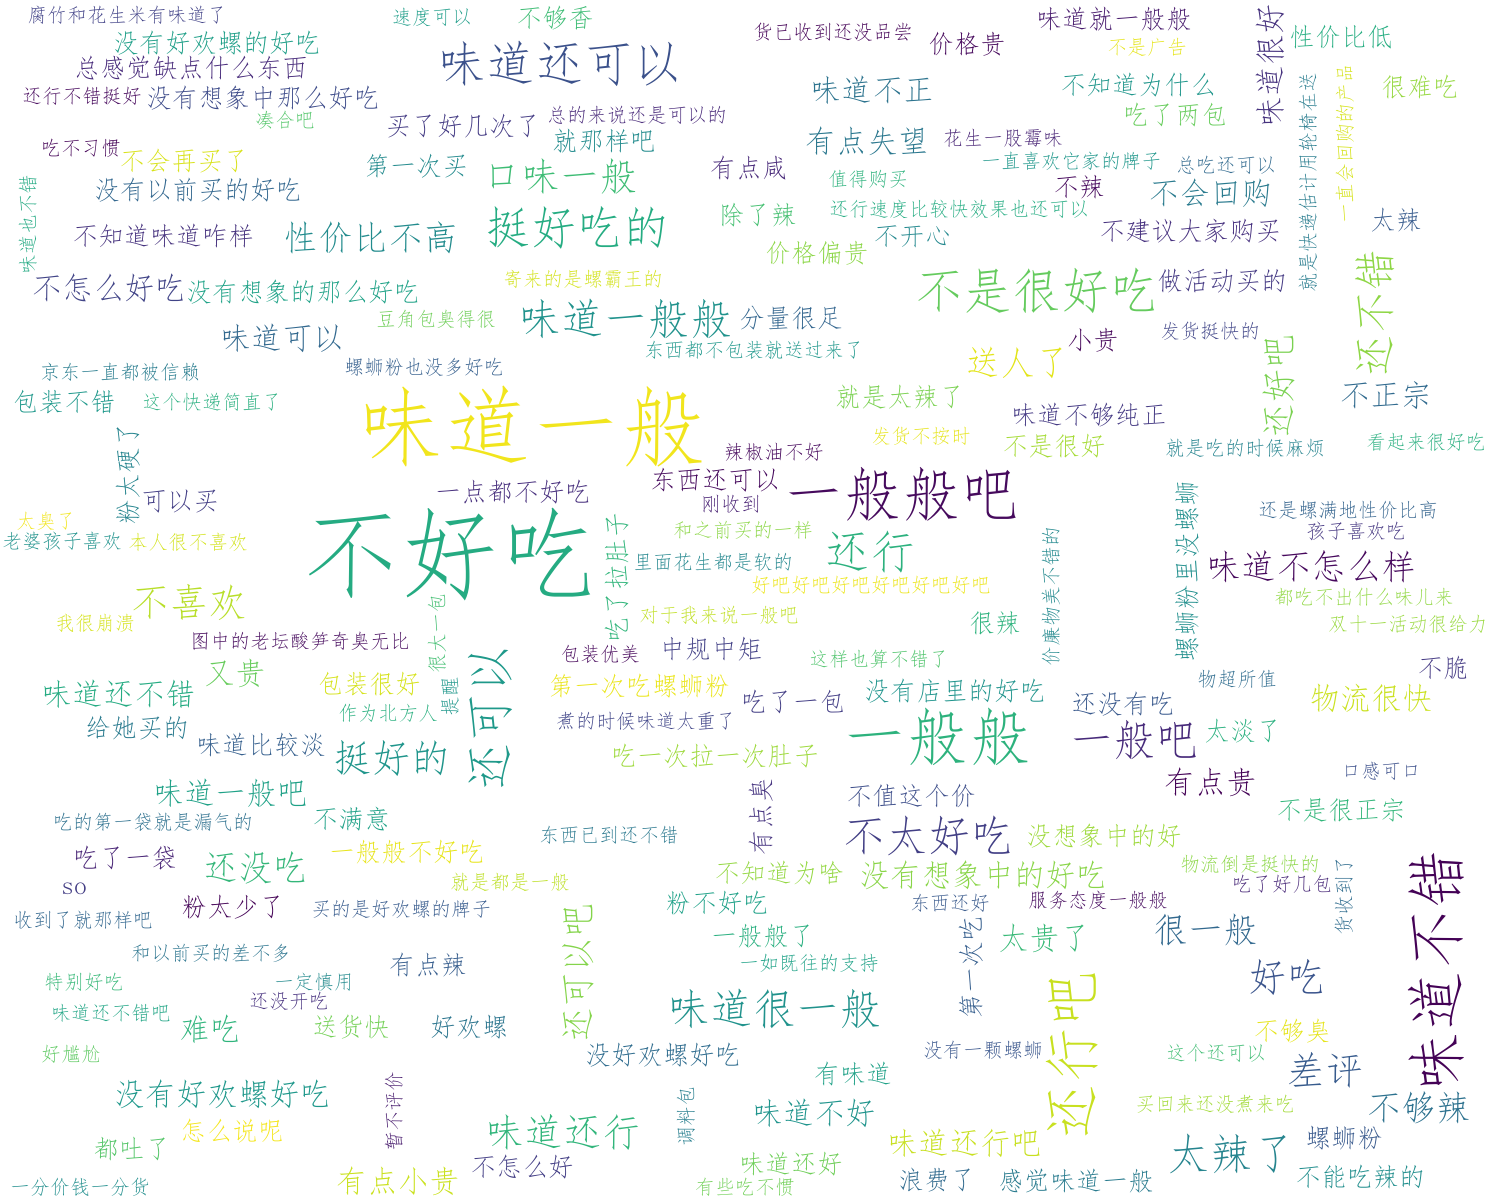 腐竹和花生米有味道了
速度可以
不够香
味道就一般般
味道很好
货已收到还没品尝
价格贵
不是广告
性价比低
没有好欢螺的好吃
味道还可以
总感觉缺点什么东西
还行不错挺好
没有想象中那么好吃
味道不正
不知道为什么
就是快递估计用轮椅在送
一直会回购的产品
很难吃
凑合吧
买了好几次了
总的来说还是可以的
吃了两包
吃不习惯
不会再买了
第一次买
就那样吧
有点失望
花生一股霉味
口味一般
有点咸
一直喜欢它家的牌子
总吃还可以
味道也不错
没有以前买的好吃
值得购买
不辣
不会回购
不知道味道咋样
性价比不高
挺好吃的
除了辣
还行速度比较快效果也还可以
不开心
不建议大家购买
太辣
价格偏贵
不怎么好吃
没有想象的那么好吃
寄来的是螺霸王的
不是很好吃
做活动买的
还不错
豆角包臭得很
味道一般般
分量很足
味道可以
小贵
发货挺快的
东西都不包装就送过来了
送人了
还好吧
京东一直都被信赖
螺蛳粉也没多好吃
包装不错
这个快递简直了
味道一般
就是太辣了
味道不够纯正
不正宗
粉太硬了
辣椒油不好
发货不按时
不是很好
就是吃的时候麻烦
看起来很好吃
可以买
一点都不好吃
东西还可以
一般般吧
刚收到
螺蛳粉里没螺蛳
还是螺满地性价比高
太臭了
老婆孩子喜欢
本人很不喜欢
不好吃
吃了拉肚子
和之前买的一样
还行
孩子喜欢吃
里面花生都是软的
价廉物美不错的
味道不怎么样
不喜欢
好吧好吧好吧好吧好吧好吧
都吃不出什么味儿来
我很崩溃
很大一包
对于我来说一般吧
很辣
双十一活动很给力
图中的老坛酸笋奇臭无比
包装优美
中规中矩
又贵
还可以
这样也算不错了
不脆
味道还不错
包装很好
提醒
第一次吃螺蛳粉
吃了一包
没有店里的好吃
物超所值
物流很快
给她买的
作为北方人
煮的时候味道太重了
还没有吃
味道比较淡
挺好的
吃一次拉一次肚子
一般般
一般吧
太淡了
有点贵
口感可口
味道一般吧
有点臭
不值这个价
吃的第一袋就是漏气的
不满意
东西已到还不错
不太好吃
没想象中的好
不是很正宗
吃了一袋
还没吃
一般般不好吃
不知道为啥
没有想象中的好吃
物流倒是挺快的
味道不错
so
就是都是一般
吃了好几包
货收到了
收到了就那样吧
粉太少了
买的是好欢螺的牌子
还可以吧
粉不好吃
东西还好
服务态度一般般
第一次吃
一般般了
太贵了
很一般
和以前买的差不多
有点辣
一如既往的支持
特别好吃
一定慎用
还没开吃
还行吧
好吃
味道还不错吧
难吃
送货快
好欢螺
味道很一般
不够臭
好尴尬
没好欢螺好吃
没有一颗螺蛳
这个还可以
差评
有味道
没有好欢螺好吃
暂不评价
调料包
味道不好
买回来还没煮来吃
不够辣
怎么说呢
味道还行
味道还行吧
都吐了
太辣了
螺蛳粉
不怎么好
味道还好
一分价钱一分货
有点小贵
有些吃不惯
浪费了
感觉味道一般
不能吃辣的